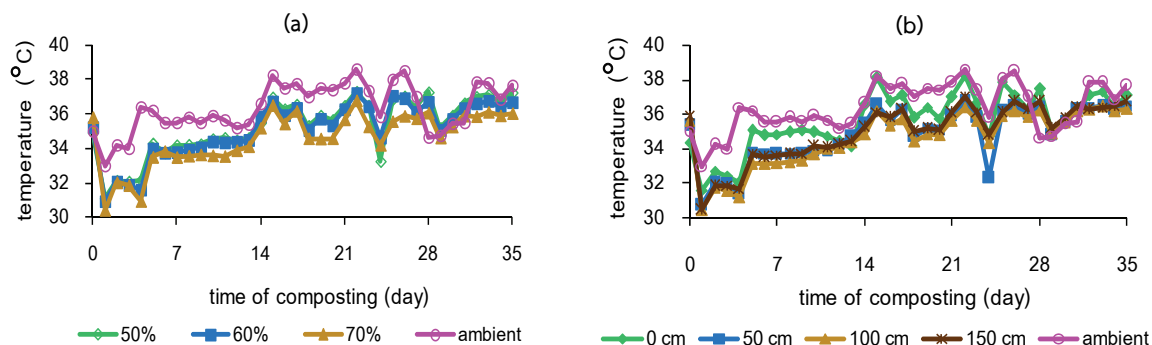 (a)
temperature (°C)
40
38
36
34
32
30
0 7 14 21 28 35
time of composting (day)
50% 60% 70% ambient
(b)
temperature (°C)
40
38
36
34
32
30
0 7 14 21 28 35
time of composting (day)
0 cm 50 cm 100 cm 150 cm ambient